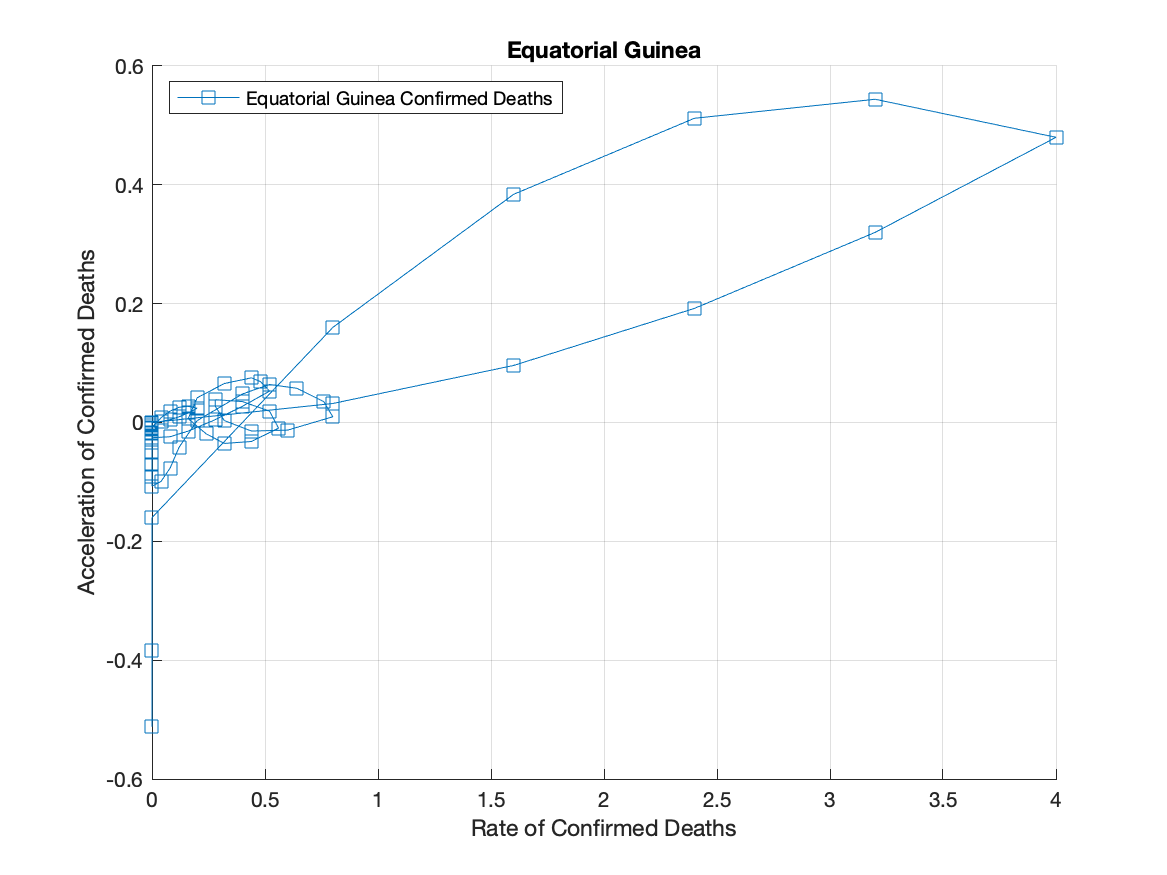 Equatorial Guinea
Equatorial Guinea Confirmed Deaths
Acceleration of Confirmed Deaths
0.6
0.4
0.2
0
-0.2
-0.4
-0.6
0 0.5 1 1.5 2 2.5 3 3.5 4
Rate of Confirmed Deaths